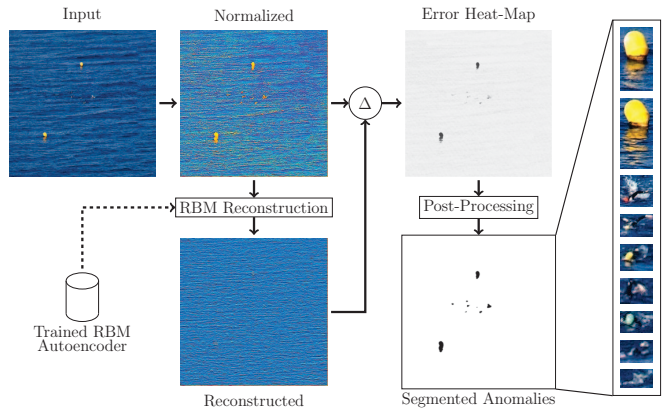 Input
Normalized
Error Heat-Map
Δ
RBM Reconstruction
Post-Processing
Trained RBM
Autoencoder
Reconstructed
Segmented Anomalies